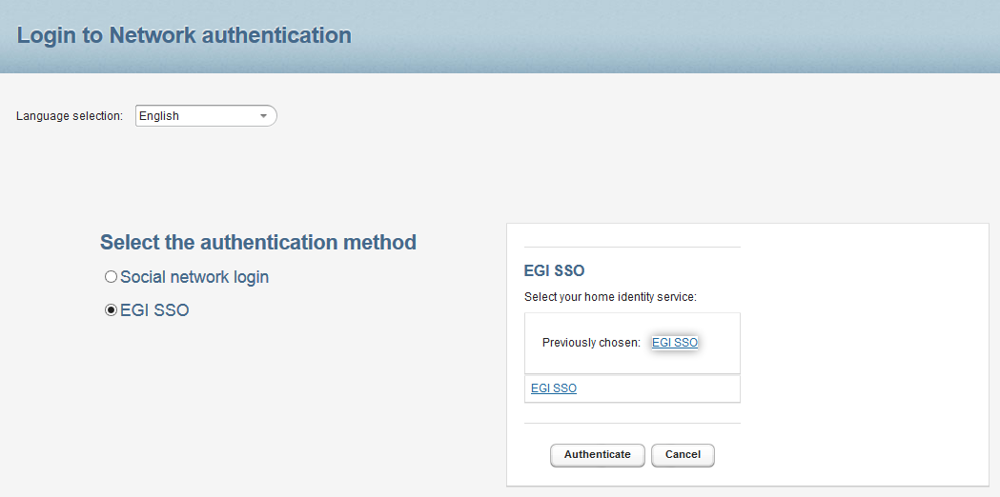 Login to Network authentication
Language selection: English
Select the authentication method
Social network login
EGI SSO
EGI SSO
Select your home identity service:
Previously chosen: EGI SSO
EGI SSO
Authenticate Cancel